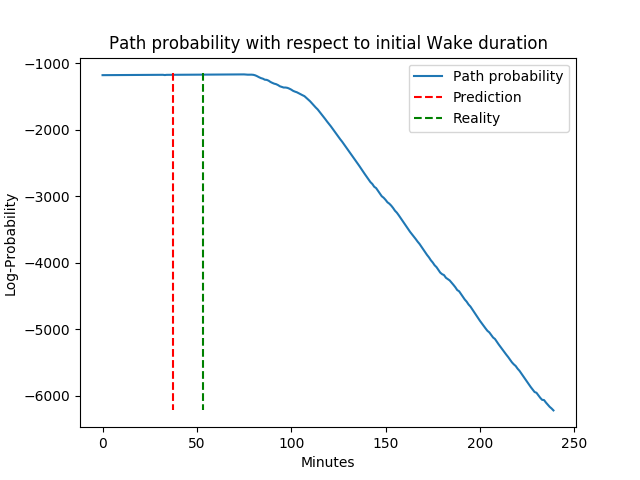 Path probability with respect to initial Wake duration
Path probability
Prediction
Reality
Log-Probability
−1000
−2000
−3000
−4000
−5000
−6000
0 50 100 150 200 250
Minutes